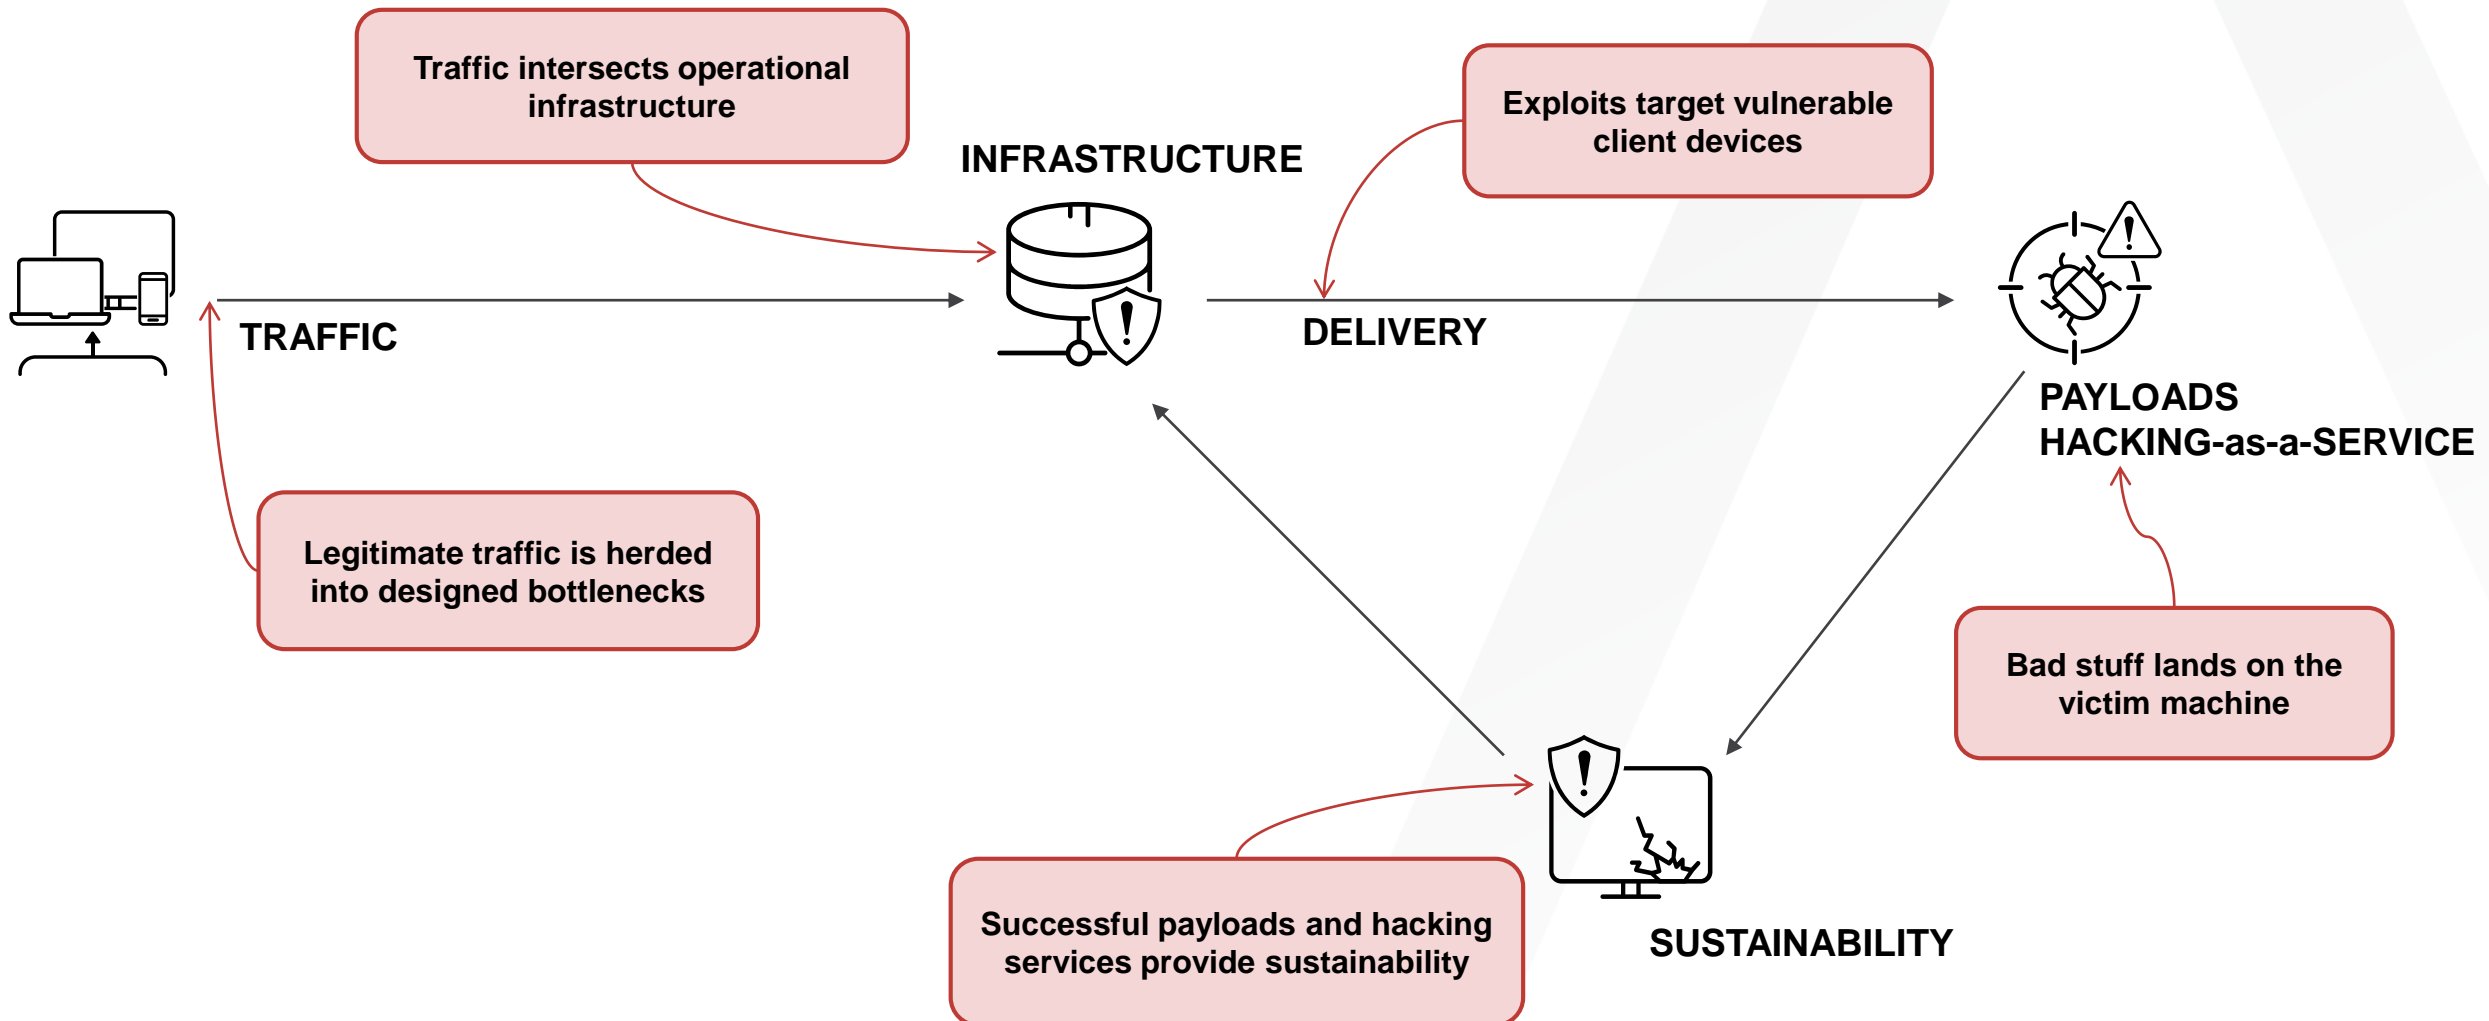 Traffic intersects operational
infrastructure
Exploits target vulnerable
client devices
INFRASTRUCTURE
TRAFFIC
DELIVERY
PAYLOADS
HACKING-as-a-SERVICE
Legitimate traffic is herded
into designed bottlenecks
Bad stuff lands on the
victim machine
Successful payloads and hacking
services provide sustainability
SUSTAINABILITY